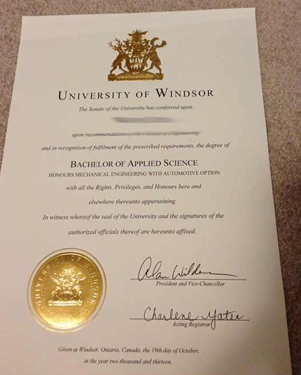 UNIVERSITY OF WINDSOR
The Senate of the University has conferred upon
upon
and in recognition of fulfilment of the prescribed requirements, the degree of
BACHELOR OF APPLIED SCIENCE
HONOURS MECHANICAL ENGINEERING WITH AUTOMOTIVE OPTION
with all the Rights, Privileges, and Honours here and
elsewhere thereunto appertaining.
In witness whereof the seal of the University and the signatures of the
authorized officials thereof are hereunto affixed.
Alan Wildeman
President and Vice-Chancellor
Charlene Yates
Acting Registrar
Given at Windsor, Ontario, Canada, the 19th day of October,
in the year two thousand and thirteen.